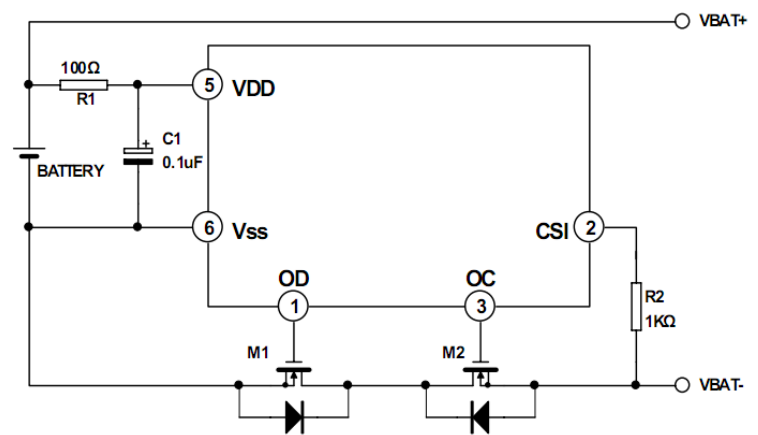 VBAT+
100Ω
R1
5
VDD
C1
+
0.1uF
BATTERY
6
Vss
CSI
2
OD
OC
1
3
R2
1KΩ
M1
M2
VBAT-